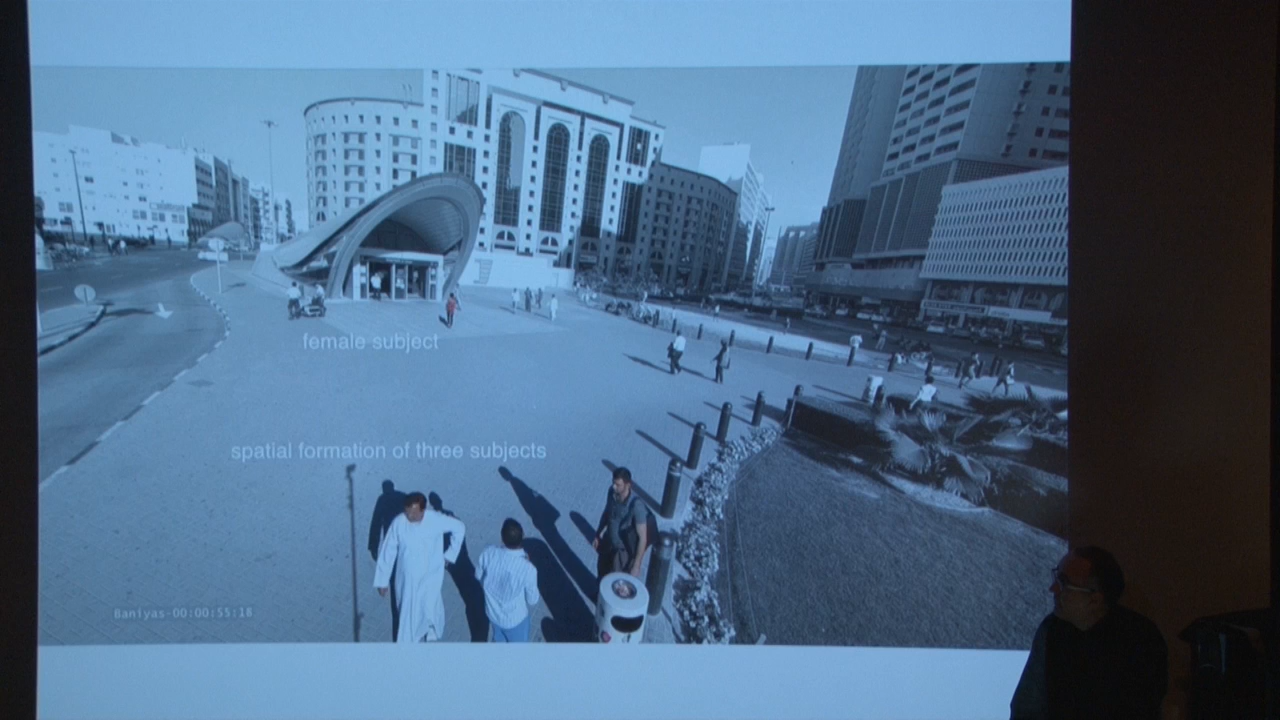 female subject
spatial formation of three subjects
Baniyas-00:00:55:18